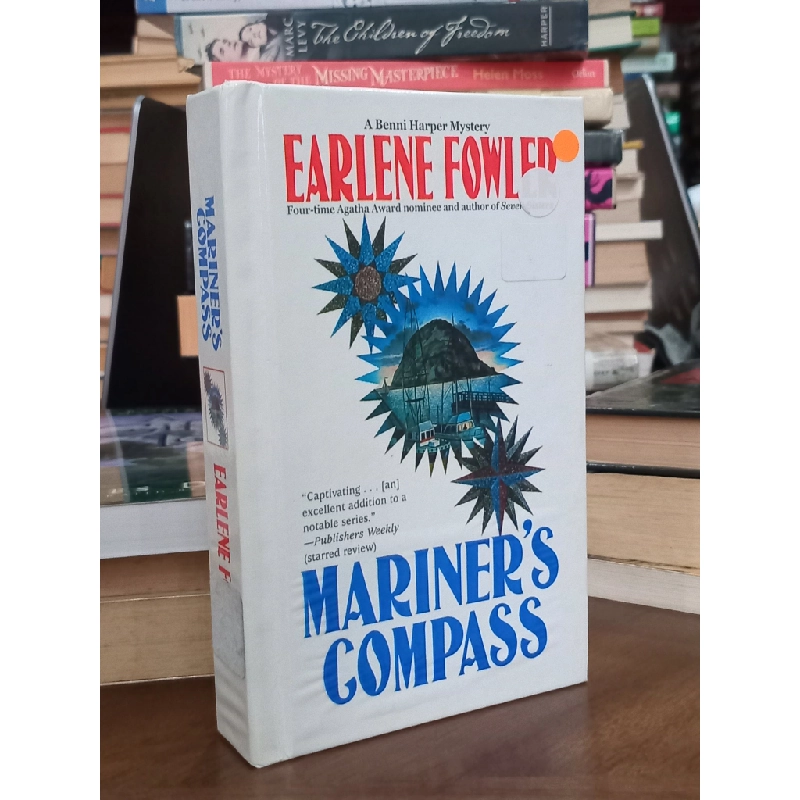 MARC
LEVY
The Children of Freedom
HARPER
THE MYSTERY
OF THE
MISSING MASTERPIECE
Helen Moss
Orion
A Benni Harper Mystery
EARLENE FOWLER
Four-time Agatha Award nominee and author of
"Captivating . . . [an]
excellent addition to a
notable series."
—Publishers Weekly
(starred review)
MARINER'S
COMPASS
MARINER'S
COMPASS
EARLENE F